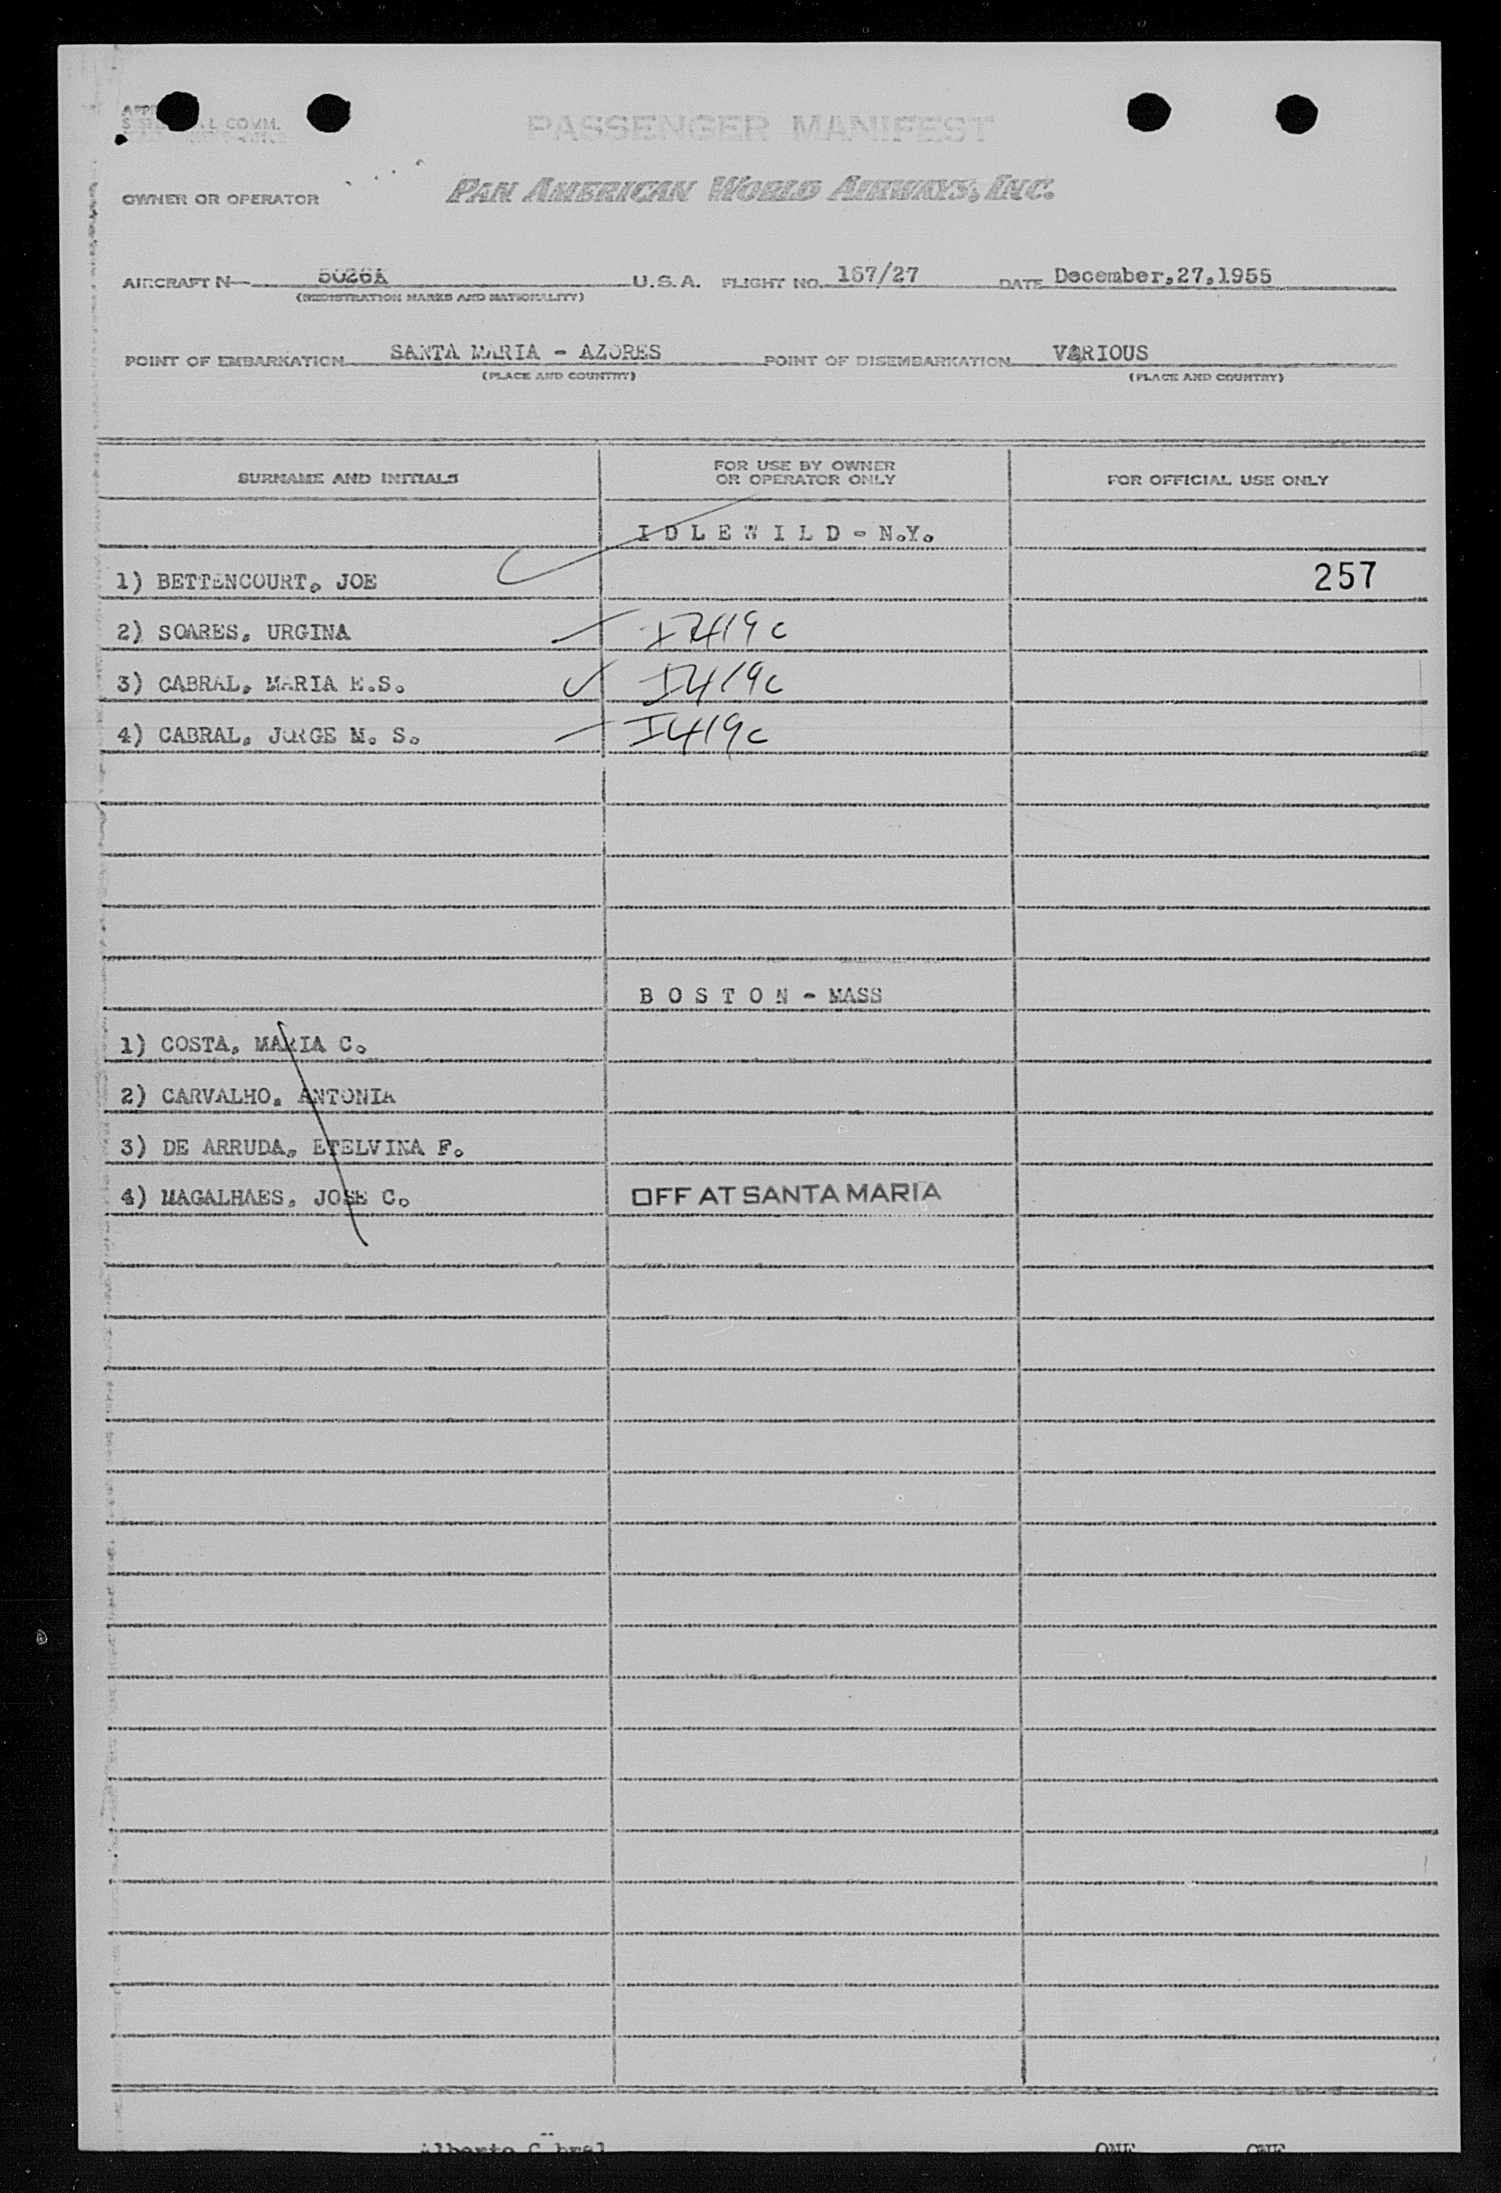 PASSENGER MANIFEST
OWNER OR OPERATOR PAN AMERICAN WORLD AIRWAYS, INC.
AIRCRAFT N 5026A U.S.A. FLIGHT NO. 167/27 DATE December,27,1955
(REGISTRATION MARKS AND NATIONALITY)
POINT OF EMBARKATION SANTA MARIA - AZORES POINT OF DISEMBARKATION VARIOUS
(PLACE AND COUNTRY) (PLACE AND COUNTRY)
SURNAME AND INITIALS FOR USE BY OWNER OR OPERATOR ONLY FOR OFFICIAL USE ONLY
I D L E W I L D - N.Y.
1) BETTENCOURT, JOE 257
2) SOARES, URGINA I 419c
3) CABRAL, MARIA E.S. I419c
4) CABRAL, JORGE M. S. I419c
B O S T O N - MASS
1) COSTA, MARIA C.
2) CARVALHO, ANTONIA
3) DE ARRUDA, ETELVINA F.
4) MAGALHAES, JOSE C. OFF AT SANTA MARIA
ONE ONE